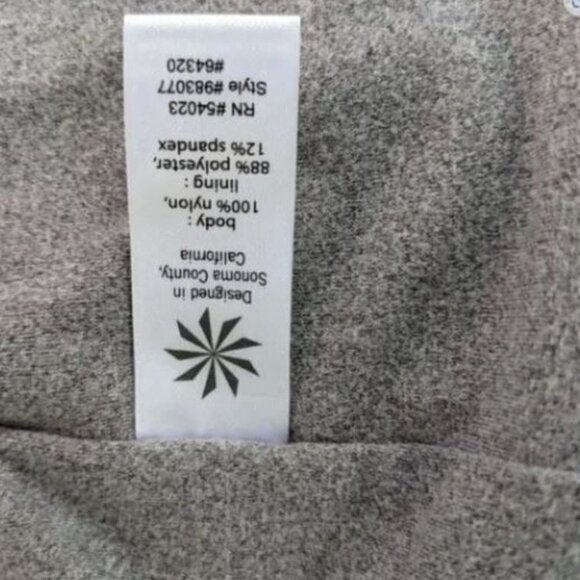 Designed in
Sonoma County,
California
body :
100% nylon,
lining :
88% polyester,
12% spandex
RN #54023
Style #983077
#64320